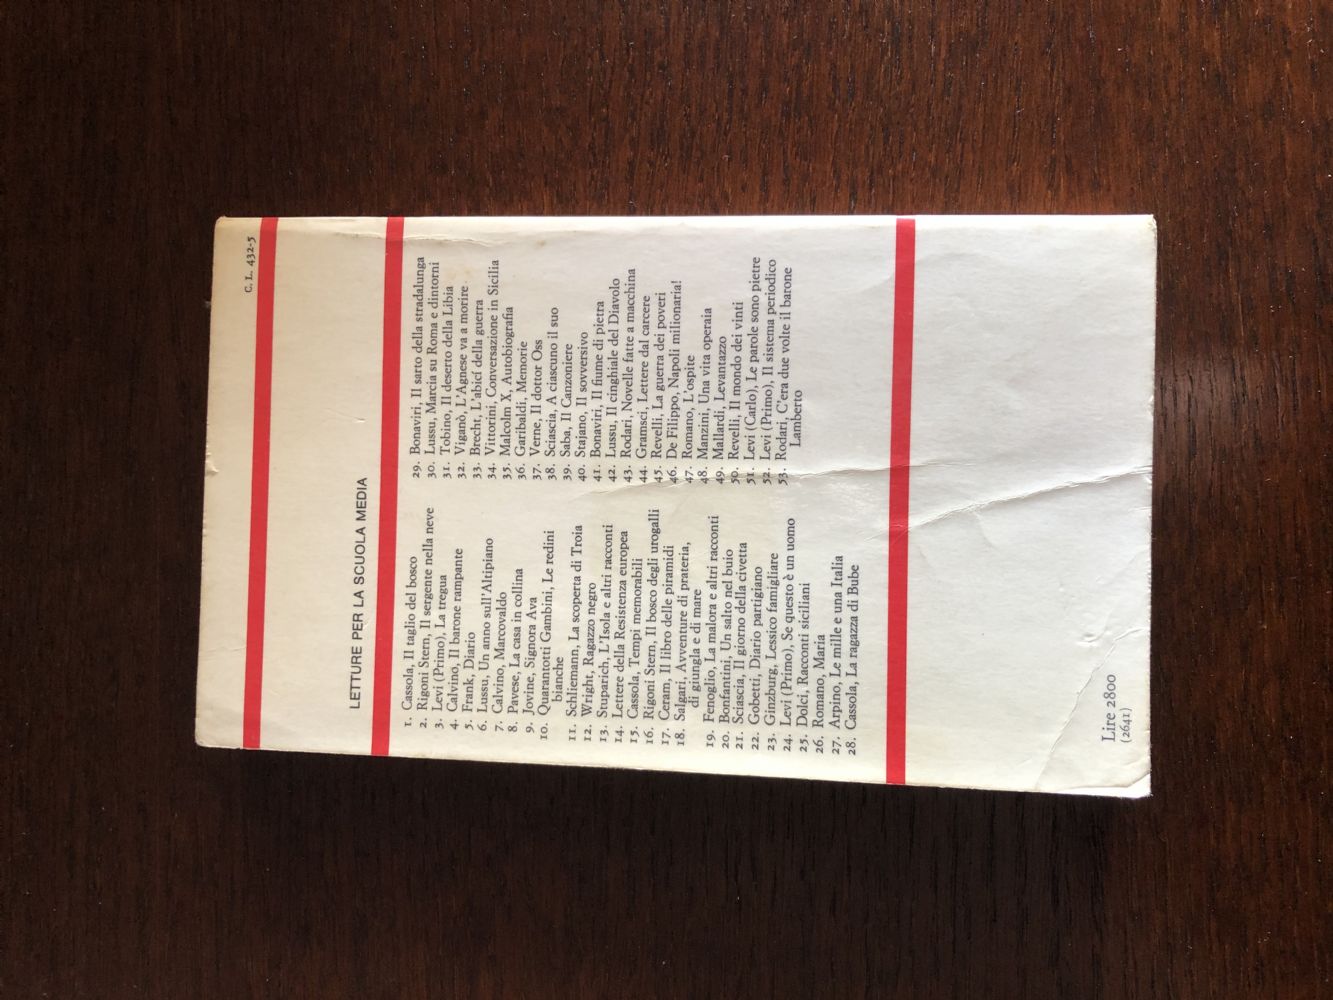 C. L. 432-5
LETTURE PER LA SCUOLA MEDIA
1. Cassola, Il taglio del bosco
2. Rigoni Stern, Il sergente nella neve
3. Levi (Primo), La tregua
4. Calvino, Il barone rampante
5. Frank, Diario
6. Lussu, Un anno sull'Altipiano
7. Calvino, Marcovaldo
8. Pavese, La casa in collina
9. Jovine, Signora Ava
10. Quarantotti Gambini, Le redini
bianche
11. Schliemann, La scoperta di Troia
12. Wright, Ragazzo negro
13. Stuparich, L'Isola e altri racconti
14. Lettere della Resistenza europea
15. Cassola, Tempi memorabili
16. Rigoni Stern, Il bosco degli urogalli
17. Ceram, Il libro delle piramidi
18. Salgari, Avventure di prateria,
di giungla e di mare
19. Fenoglio, La malora e altri racconti
20. Bonfantini, Un salto nel buio
21. Sciascia, Il giorno della civetta
22. Gobetti, Diario partigiano
23. Ginzburg, Lessico famigliare
24. Levi (Primo), Se questo è un uomo
25. Dolci, Racconti siciliani
26. Romano, Maria
27. Arpino, Le mille e una Italia
28. Cassola, La ragazza di Bube
29. Bonaviri, Il sarto della stradalunga
30. Lussu, Marcia su Roma e dintorni
31. Tobino, Il deserto della Libia
32. Viganò, L'Agnese va a morire
33. Brecht, L'abicí della guerra
34. Vittorini, Conversazione in Sicilia
35. Malcolm X, Autobiografia
36. Garibaldi, Memorie
37. Verne, Il dottor Oss
38. Sciascia, A ciascuno il suo
39. Saba, Il Canzoniere
40. Stajano, Il sovversivo
41. Bonaviri, Il fiume di pietra
42. Lussu, Il cinghiale del Diavolo
43. Rodari, Novelle fatte a macchina
44. Gramsci, Lettere dal carcere
45. Revelli, La guerra dei poveri
46. De Filippo, Napoli milionaria!
47. Romano, L'ospite
48. Manzini, Una vita operaia
49. Mallardi, Levantazzo
50. Revelli, Il mondo dei vinti
51. Levi (Carlo), Le parole sono pietre
52. Levi (Primo), Il sistema periodico
53. Rodari, C'era due volte il barone
Lamberto
Lire 2800
(2641)